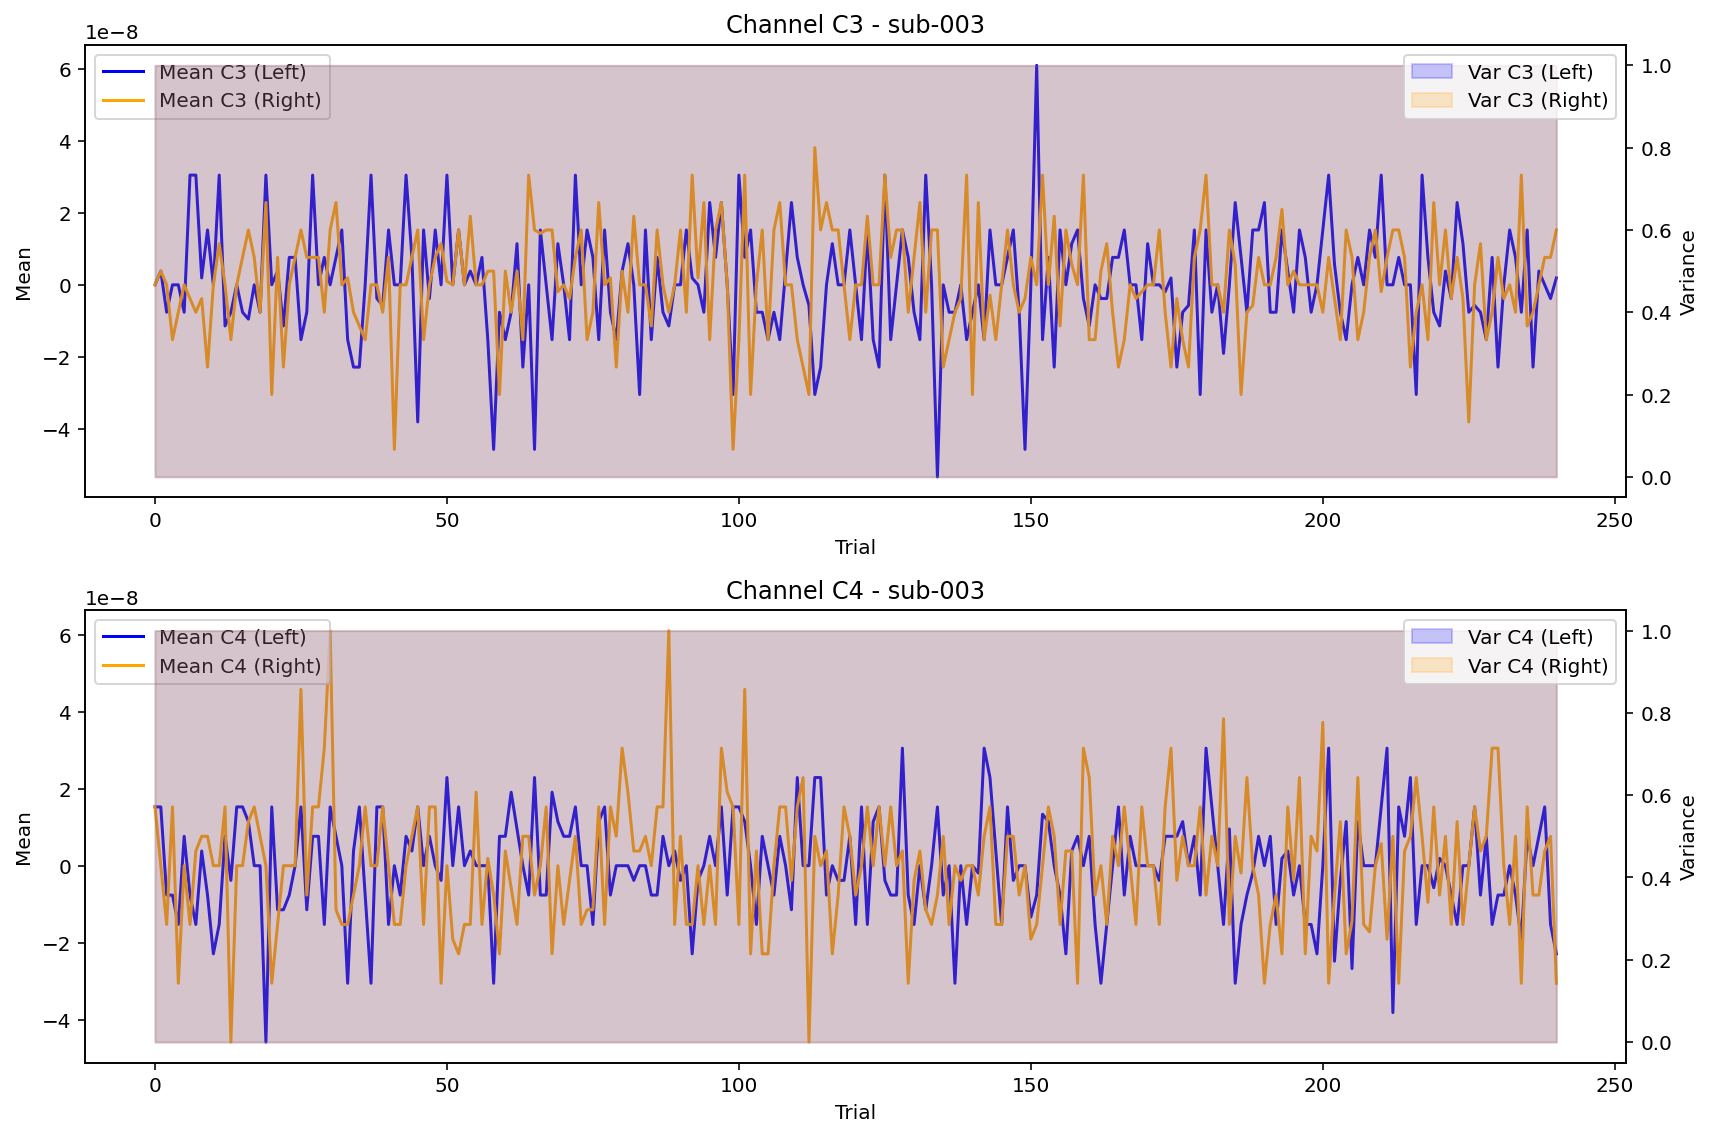 Channel C3 - sub-003
1e−8
Mean C3 (Left)
Mean C3 (Right)
Var C3 (Left)
Var C3 (Right)
6
4
2
0
−2
−4
Mean
1.0
0.8
0.6
0.4
0.2
0.0
Variance
0 50 100 150 200 250
Trial
Channel C4 - sub-003
1e−8
Mean C4 (Left)
Mean C4 (Right)
Var C4 (Left)
Var C4 (Right)
6
4
2
0
−2
−4
Mean
1.0
0.8
0.6
0.4
0.2
0.0
Variance
0 50 100 150 200 250
Trial